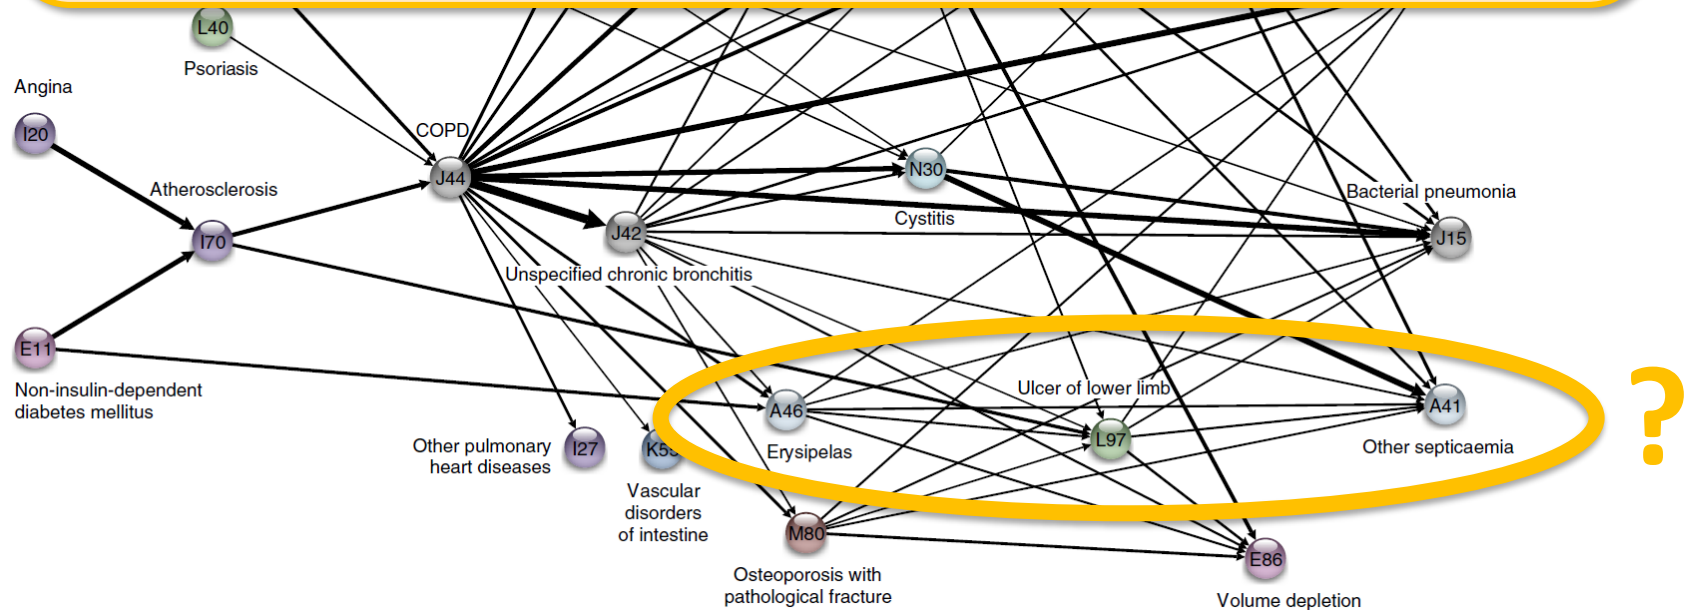 L40
Psoriasis
Angina
I20
COPD
J44
N30
Atherosclerosis
Bacterial pneumonia
Cystitis
I70
J42
J15
Unspecified chronic bronchitis
E11
Non-insulin-dependent
diabetes mellitus
Ulcer of lower limb
?
A46
A41
L97
Other pulmonary
heart diseases
I27
Erysipelas
Other septicaemia
Vascular
disorders
of intestine
M80
E86
Osteoporosis with
pathological fracture
Volume depletion